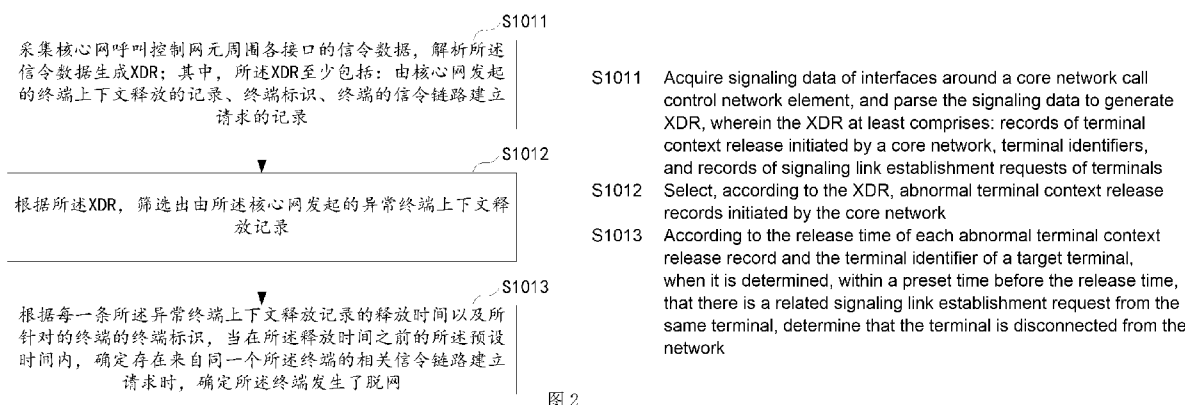 S1011
采集核心网呼叫控制网元周围各接口的信令数据，解析所述
信令数据生成XDR；其中，所述XDR至少包括：由核心网发起
的终端上下文释放的记录、终端标识、终端的信令链路建立
请求的记录
S1012
根据所述XDR，筛选出由所述核心网发起的异常终端上下文释
放记录
S1013
根据每一条所述异常终端上下文释放记录的释放时间以及所
针对的终端的终端标识，当在所述释放时间之前的所述预设
时间内，确定存在来自同一个所述终端的相关信令链路建立
请求时，确定所述终端发生了脱网
图 2
S1011 Acquire signaling data of interfaces around a core network call
control network element, and parse the signaling data to generate
XDR, wherein the XDR at least comprises: records of terminal
context release initiated by a core network, terminal identifiers,
and records of signaling link establishment requests of terminals
S1012 Select, according to the XDR, abnormal terminal context release
records initiated by the core network
S1013 According to the release time of each abnormal terminal context
release record and the terminal identifier of a target terminal,
when it is determined, within a preset time before the release time,
that there is a related signaling link establishment request from the
same terminal, determine that the terminal is disconnected from the
network